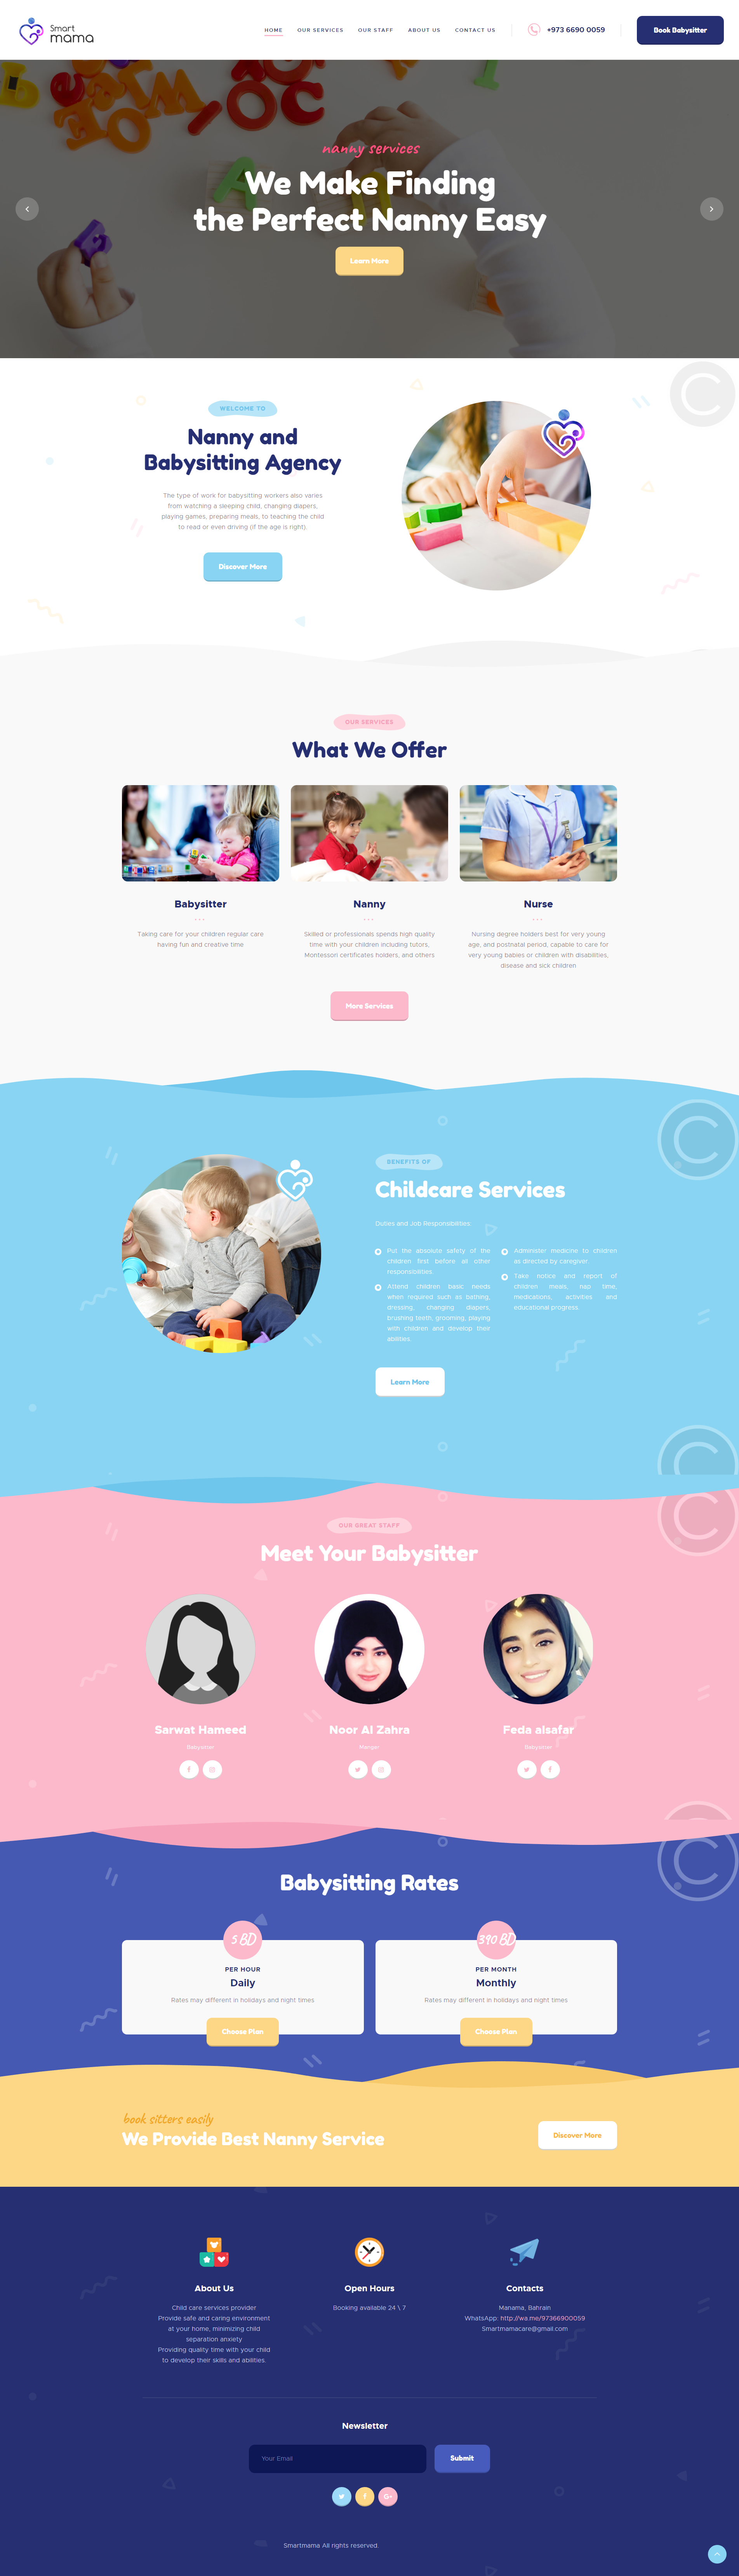 Smart
mama
HOME
OUR SERVICES
OUR STAFF
ABOUT US
CONTACT US
+973 6690 0059
Book Babysitter
nanny services
We Make Finding
the Perfect Nanny Easy
Learn More
WELCOME TO
Nanny and
Babysitting Agency
The type of work for babysitting workers also varies
from watching a sleeping child, changing diapers,
playing games, preparing meals, to teaching the child
to read or even driving (if the age is right).
Discover More
OUR SERVICES
What We Offer
Babysitter
Taking care for your children regular care
having fun and creative time.
Nanny
Skilled or professionals spends high quality
time with your children including tutors,
Montessori certificates holders, and others
Nurse
Nursing degree holders best for very young
age, and postnatal period, capable to care for
very young babies or children with disabilities,
disease and sick children
More Services
BENEFITS OF
Childcare Services
Duties and Job Responsibilities:
Put the absolute safety of the
children first before all other
responsibilities
Attend children basic needs
when required such as bathing,
dressing, changing diapers,
brushing teeth, grooming, playing
with children and develop their
abilities.
Administer medicine to children
as directed by caregiver
Take notice and report of
children meals, nap time,
medications, activities and
educational progress
Learn More
OUR GREAT STAFF
Meet Your Babysitter
Sarwat Hameed
Babysitter
Noor Al Zahra
Manger
Feda alsafar
Babysitter
Babysitting Rates
5 BD
PER HOUR
Daily
Rates may different in holidays and night times
Choose Plan
390 BD
PER MONTH
Monthly
Rates may different in holidays and night times
Choose Plan
book sitters easily
We Provide Best Nanny Service
Discover More
About Us
Child care services provider
Provide safe and caring environment
at your home, minimizing child
separation anxiety
Providing quality time with your child
to develop their skills and abilities.
Open Hours
Booking available 24 \ 7
Contacts
Manama, Bahrain
WhatsApp: http://wa.me/97366900059
Smartmamacare@gmail.com
Newsletter
Your Email
Submit
Smartmama All rights reserved.